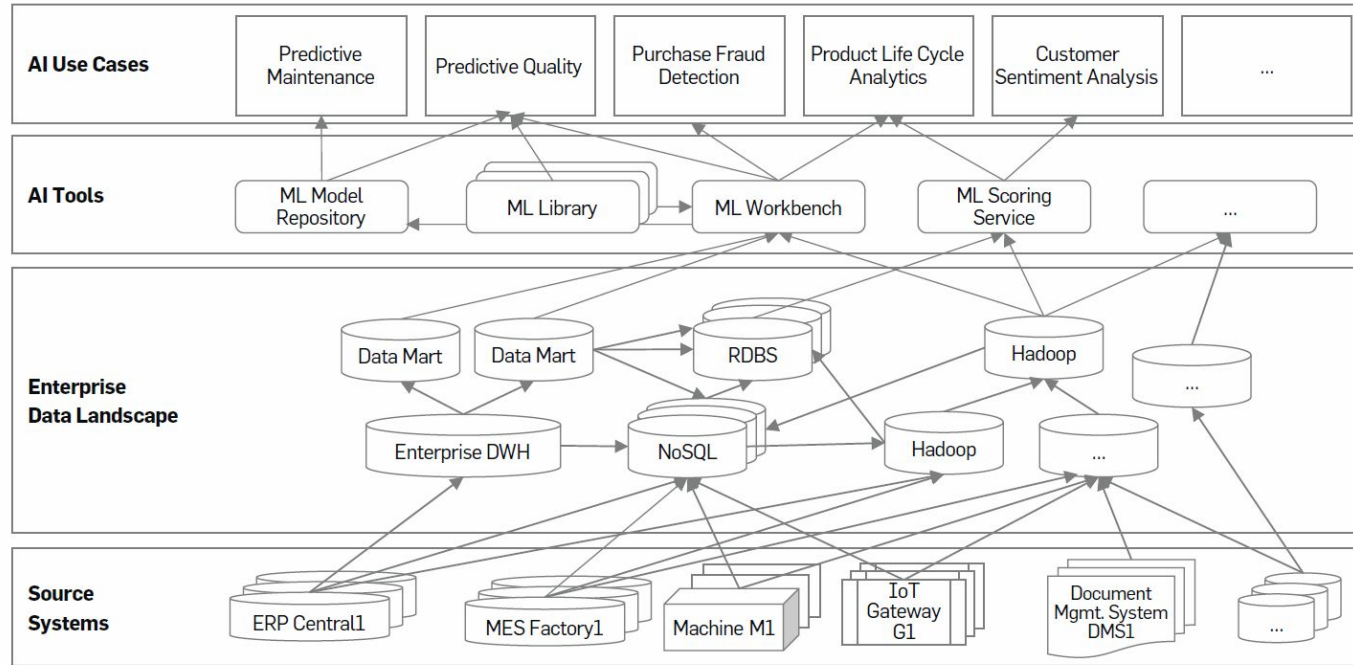 AI Use Cases
Predictive
Maintenance
Predictive Quality
Purchase Fraud
Detection
Product Life Cycle
Analytics
Customer
Sentiment Analysis
...
AI Tools
ML Model
Repository
ML Library
ML Workbench
ML Scoring
Service
...
Enterprise
Data Landscape
Data Mart
Data Mart
RDBS
Hadoop
...
Enterprise DWH
NoSQL
Hadoop
...
Source
Systems
ERP Central1
MES Factory1
Machine M1
IoT
Gateway
G1
Document
Mgmt. System
DMS1
...